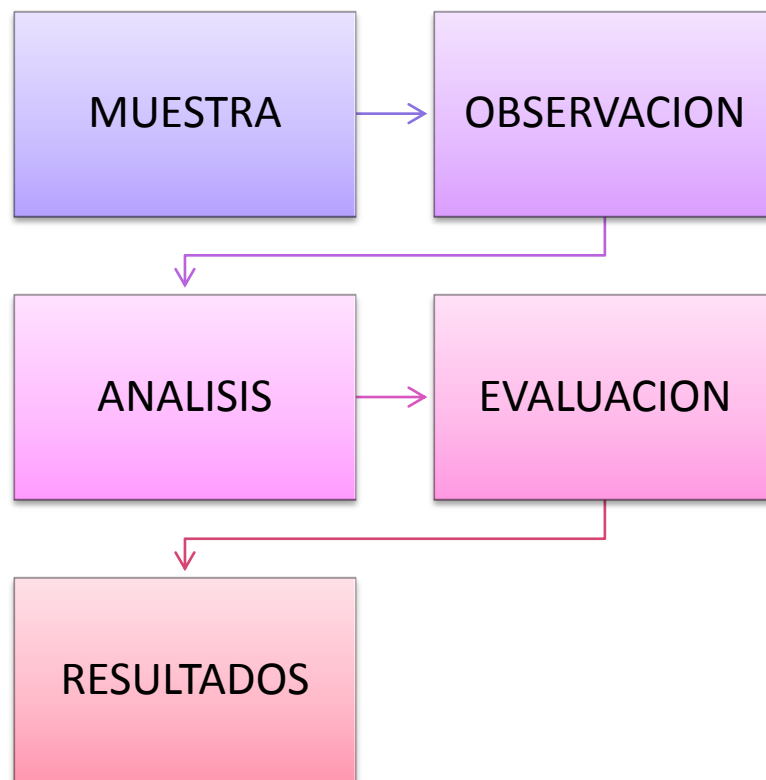 MUESTRA
OBSERVACION
ANALISIS
EVALUACION
RESULTADOS